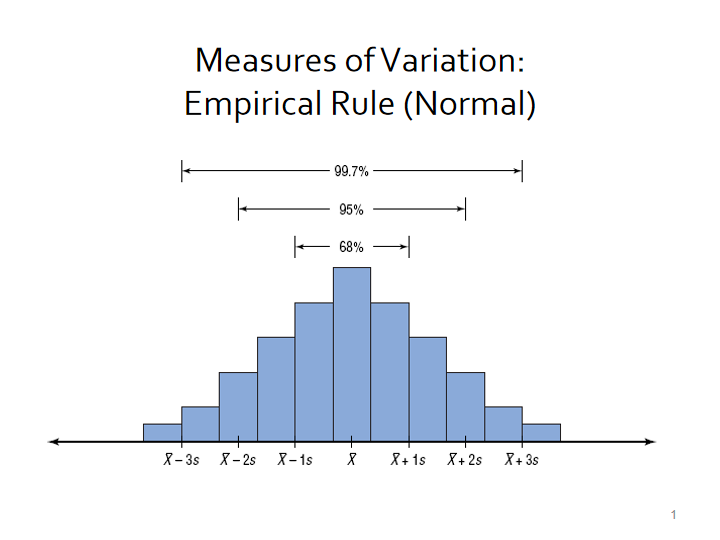 Measures of Variation:
Empirical Rule (Normal)
99.7%
95%
68%
X̄ – 3s X̄ – 2s X̄ – 1s X̄ X̄ + 1s X̄ + 2s X̄ + 3s
1